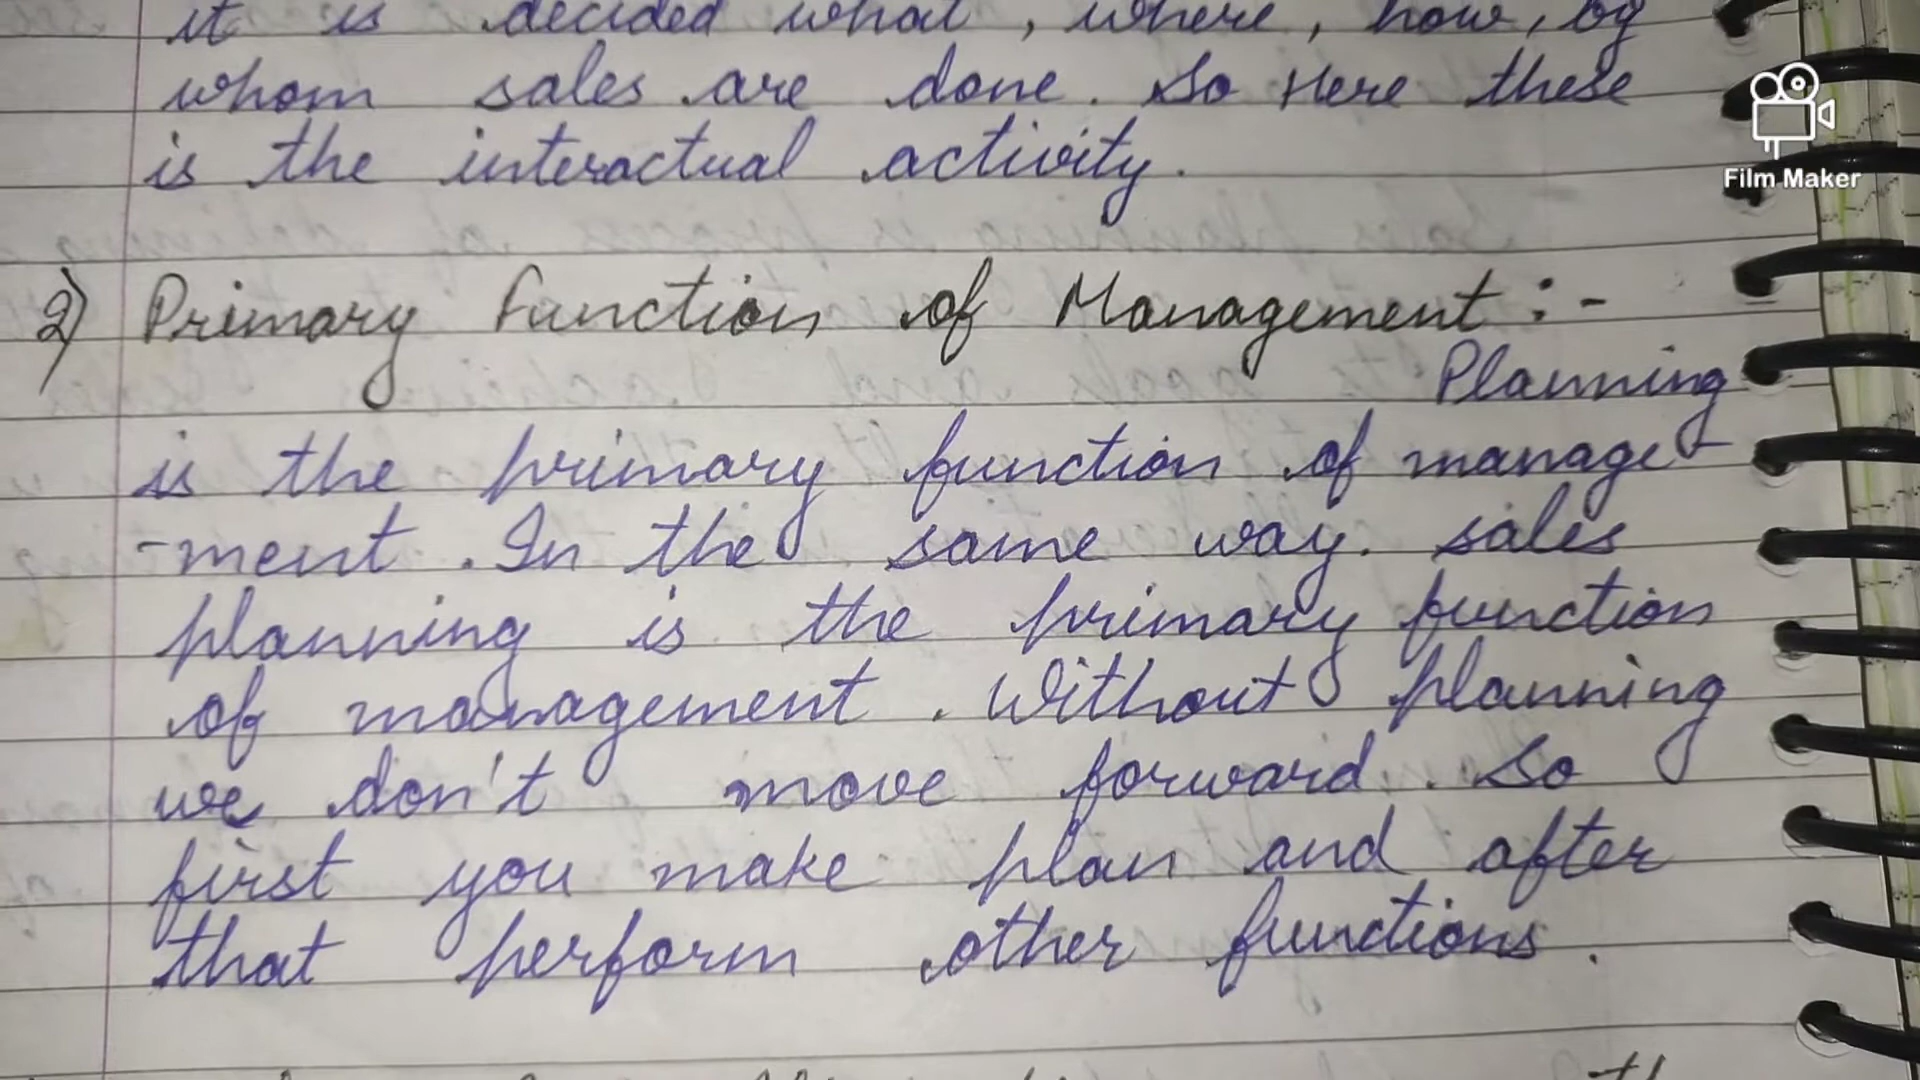 it is decided what, where, how, by
whom sales are done. So Here these
is the interactual activity.
Film Maker
2) Primary Function of Management :-
Planning
is the primary function of manage
-ment. In the same way. sales
planning is the primary function
of management. Without planning
we don't move forward. So
first you make plan and after
that perform other functions.